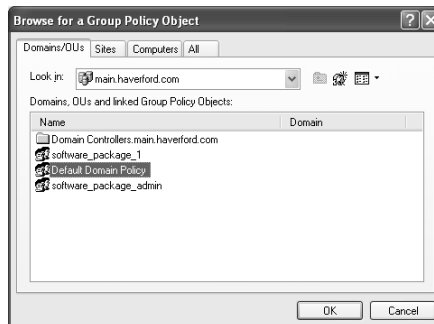 Browse for a Group Policy Object
Domains/OUs Sites Computers All
Look in: main.haverford.com
Domains, OUs and linked Group Policy Objects:
Name Domain
Domain Controllers.main.haverford.com
software_package_1
Default Domain Policy
software_package_admin
OK Cancel